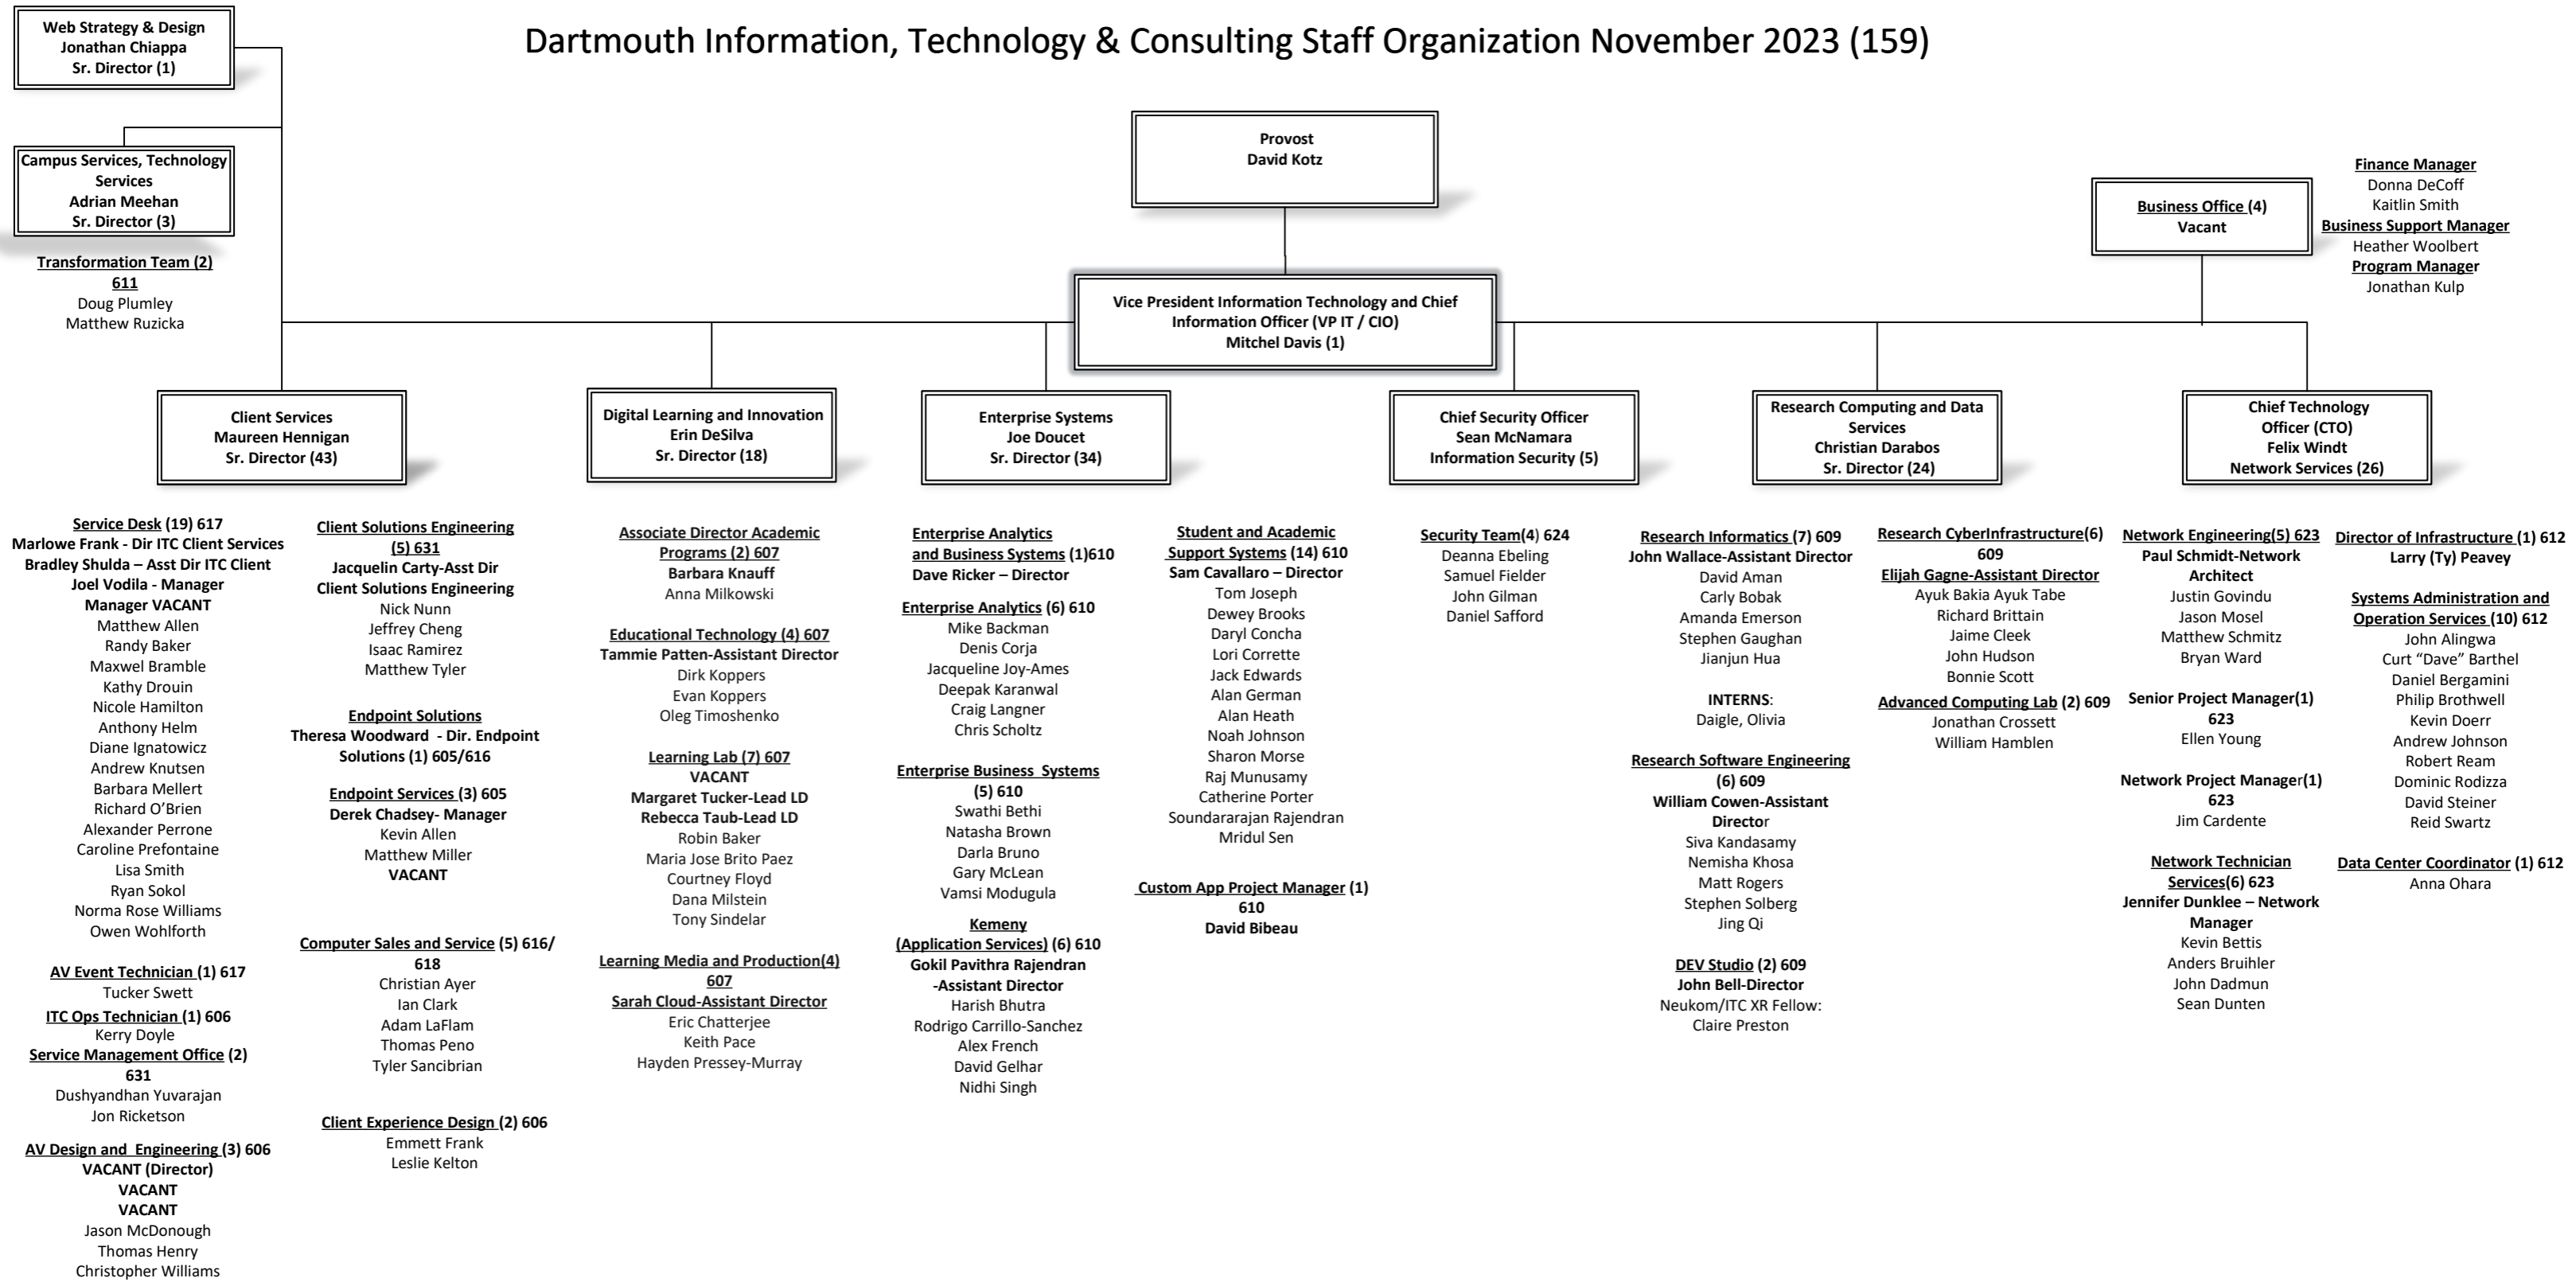 Dartmouth Information, Technology & Consulting Staff Organization November 2023 (159)
Web Strategy & Design
Jonathan Chiappa
Sr. Director (1)
Campus Services, Technology
Services
Adrian Meehan
Sr. Director (3)
Transformation Team (2)
611
Doug Plumley
Matthew Ruzicka
Provost
David Kotz
Vice President Information Technology and Chief
Information Officer (VP IT / CIO)
Mitchel Davis (1)
Business Office (4)
Vacant
Finance Manager
Donna DeCoff
Kaitlin Smith
Business Support Manager
Heather Woolbert
Program Manager
Jonathan Kulp
Client Services
Maureen Hennigan
Sr. Director (43)
Digital Learning and Innovation
Erin DeSilva
Sr. Director (18)
Enterprise Systems
Joe Doucet
Sr. Director (34)
Chief Security Officer
Sean McNamara
Information Security (5)
Research Computing and Data
Services
Christian Darabos
Sr. Director (24)
Chief Technology
Officer (CTO)
Felix Windt
Network Services (26)
Service Desk (19) 617
Marlowe Frank - Dir ITC Client Services
Bradley Shulda – Asst Dir ITC Client
Joel Vodila - Manager
Manager VACANT
Matthew Allen
Randy Baker
Maxwel Bramble
Kathy Drouin
Nicole Hamilton
Anthony Helm
Diane Ignatowicz
Andrew Knutsen
Barbara Mellert
Richard O’Brien
Alexander Perrone
Caroline Prefontaine
Lisa Smith
Ryan Sokol
Norma Rose Williams
Owen Wohlforth
AV Event Technician (1) 617
Tucker Swett
ITC Ops Technician (1) 606
Kerry Doyle
Service Management Office (2)
631
Dushyandhan Yuvarajan
Jon Ricketson
AV Design and Engineering (3) 606
VACANT (Director)
VACANT
VACANT
Jason McDonough
Thomas Henry
Christopher Williams
Client Solutions Engineering
(5) 631
Jacquelin Carty-Asst Dir
Client Solutions Engineering
Nick Nunn
Jeffrey Cheng
Isaac Ramirez
Matthew Tyler
Endpoint Solutions
Theresa Woodward - Dir. Endpoint
Solutions (1) 605/616
Endpoint Services (3) 605
Derek Chadsey- Manager
Kevin Allen
Matthew Miller
VACANT
Computer Sales and Service (5) 616/
618
Christian Ayer
Ian Clark
Adam LaFlam
Thomas Peno
Tyler Sancibrian
Client Experience Design (2) 606
Emmett Frank
Leslie Kelton
Associate Director Academic
Programs (2) 607
Barbara Knauff
Anna Milkowski
Educational Technology (4) 607
Tammie Patten-Assistant Director
Dirk Koppers
Evan Koppers
Oleg Timoshenko
Learning Lab (7) 607
VACANT
Margaret Tucker-Lead LD
Rebecca Taub-Lead LD
Robin Baker
Maria Jose Brito Paez
Courtney Floyd
Dana Milstein
Tony Sindelar
Learning Media and Production(4)
607
Sarah Cloud-Assistant Director
Eric Chatterjee
Keith Pace
Hayden Pressey-Murray
Enterprise Analytics
and Business Systems (1)610
Dave Ricker – Director
Enterprise Analytics (6) 610
Mike Backman
Denis Corja
Jacqueline Joy-Ames
Deepak Karanwal
Craig Langner
Chris Scholtz
Enterprise Business Systems
(5) 610
Swathi Bethi
Natasha Brown
Darla Bruno
Gary McLean
Vamsi Modugula
Kemeny
(Application Services) (6) 610
Gokil Pavithra Rajendran
-Assistant Director
Harish Bhutra
Rodrigo Carrillo-Sanchez
Alex French
David Gelhar
Nidhi Singh
Student and Academic
Support Systems (14) 610
Sam Cavallaro – Director
Tom Joseph
Dewey Brooks
Daryl Concha
Lori Corrette
Jack Edwards
Alan German
Alan Heath
Noah Johnson
Sharon Morse
Raj Munusamy
Catherine Porter
Soundararajan Rajendran
Mridul Sen
Custom App Project Manager (1)
610
David Bibeau
Security Team(4) 624
Deanna Ebeling
Samuel Fielder
John Gilman
Daniel Safford
Research Informatics (7) 609
John Wallace-Assistant Director
David Aman
Carly Bobak
Amanda Emerson
Stephen Gaughan
Jianjun Hua
INTERNS:
Daigle, Olivia
Research Software Engineering
(6) 609
William Cowen-Assistant
Director
Siva Kandasamy
Nemisha Khosa
Matt Rogers
Stephen Solberg
Jing Qi
DEV Studio (2) 609
John Bell-Director
Neukom/ITC XR Fellow:
Claire Preston
Research CyberInfrastructure(6)
609
Elijah Gagne-Assistant Director
Ayuk Bakia Ayuk Tabe
Richard Brittain
Jaime Cleek
John Hudson
Bonnie Scott
Advanced Computing Lab (2) 609
Jonathan Crossett
William Hamblen
Network Engineering(5) 623
Paul Schmidt-Network
Architect
Justin Govindu
Jason Mosel
Matthew Schmitz
Bryan Ward
Senior Project Manager(1)
623
Ellen Young
Network Project Manager(1)
623
Jim Cardente
Network Technician
Services(6) 623
Jennifer Dunklee – Network
Manager
Kevin Bettis
Anders Bruihler
John Dadmun
Sean Dunten
Director of Infrastructure (1) 612
Larry (Ty) Peavey
Systems Administration and
Operation Services (10) 612
John Alingwa
Curt “Dave” Barthel
Daniel Bergamini
Philip Brothwell
Kevin Doerr
Andrew Johnson
Robert Ream
Dominic Rodizza
David Steiner
Reid Swartz
Data Center Coordinator (1) 612
Anna Ohara